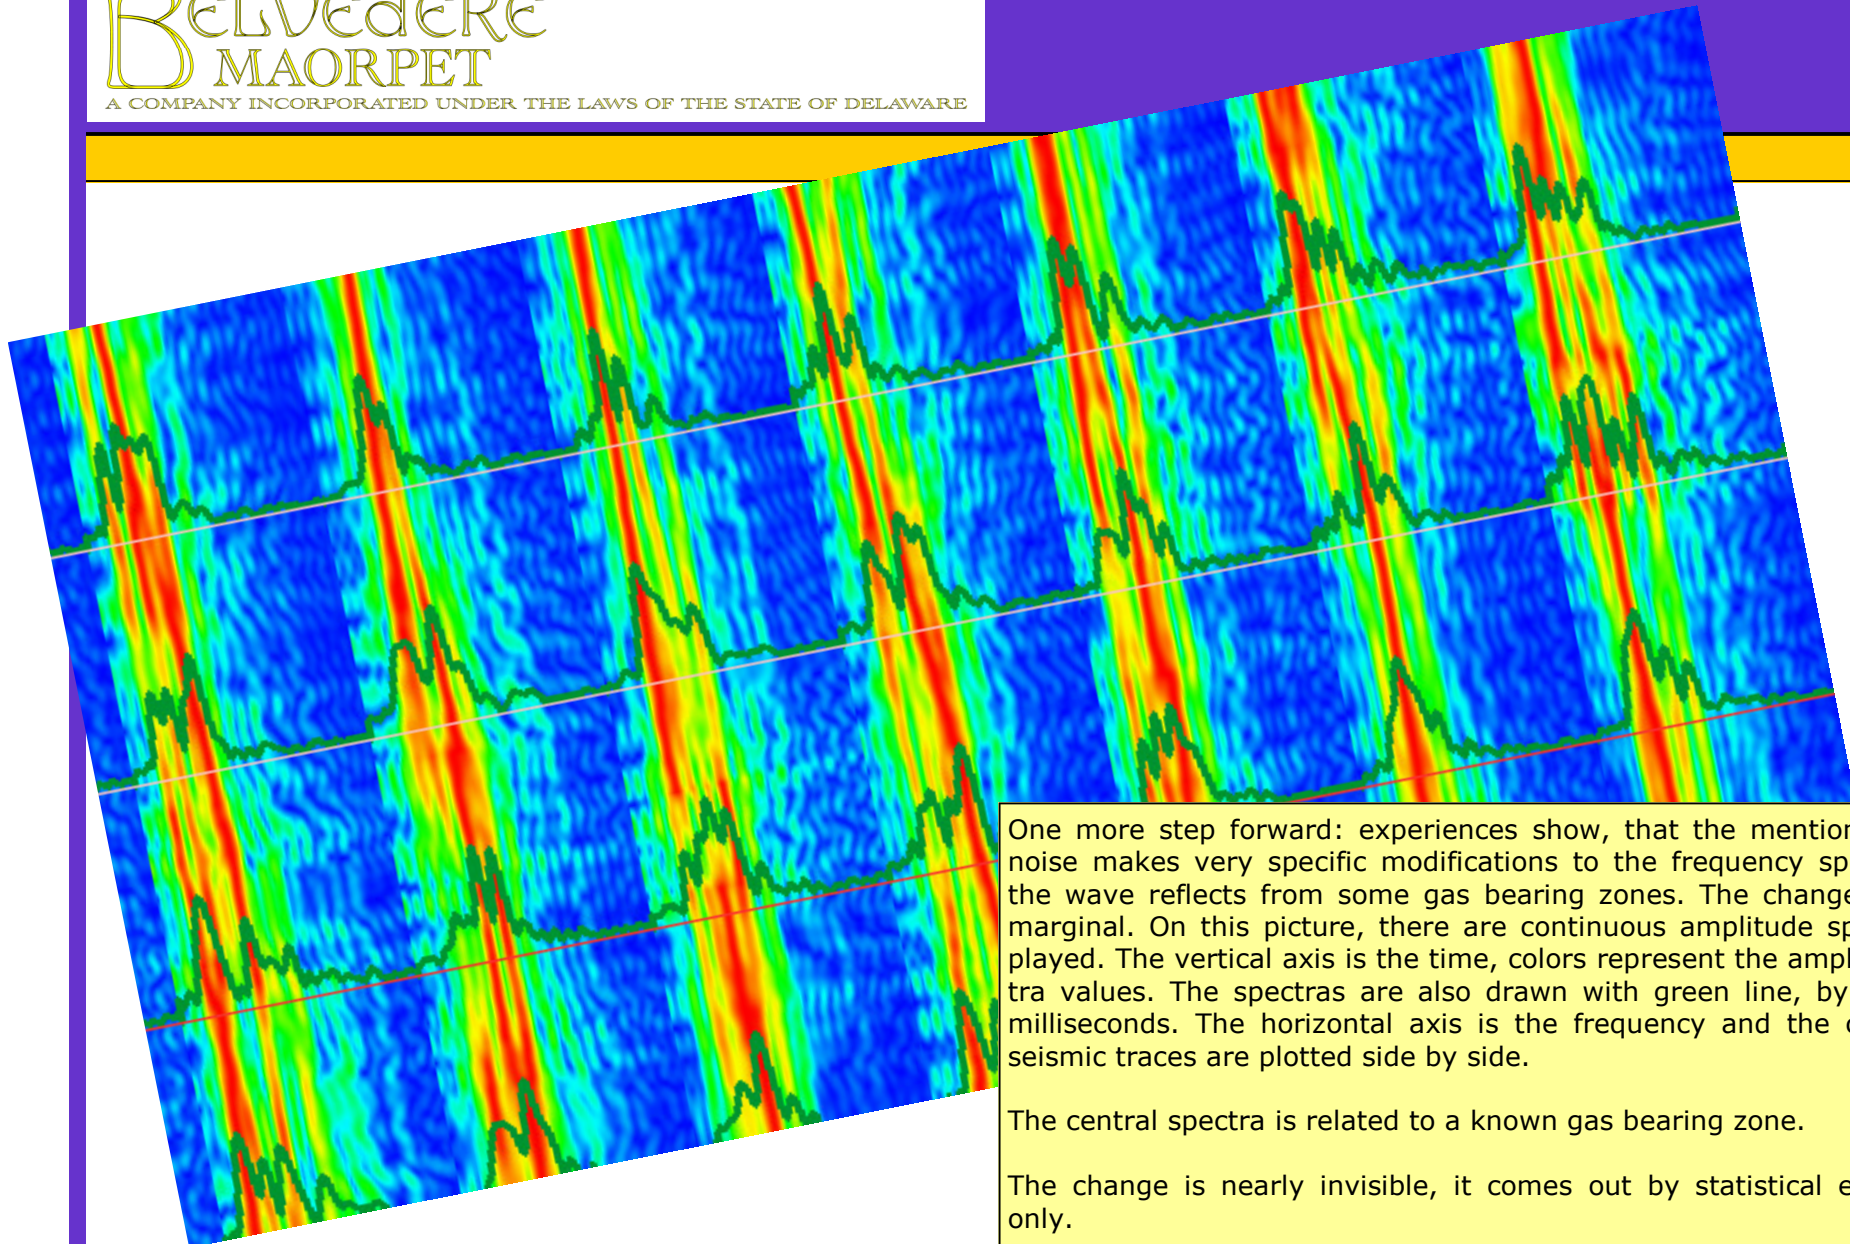 BELVEDERE
MAORPET
A COMPANY INCORPORATED UNDER THE LAWS OF THE STATE OF DELAWARE
One more step forward: experiences show, that the mention
noise makes very specific modifications to the frequency sp
the wave reflects from some gas bearing zones. The change
marginal. On this picture, there are continuous amplitude sp
played. The vertical axis is the time, colors represent the ampl
tra values. The spectras are also drawn with green line, by
milliseconds. The horizontal axis is the frequency and the
seismic traces are plotted side by side.
The central spectra is related to a known gas bearing zone.
The change is nearly invisible, it comes out by statistical e
only.